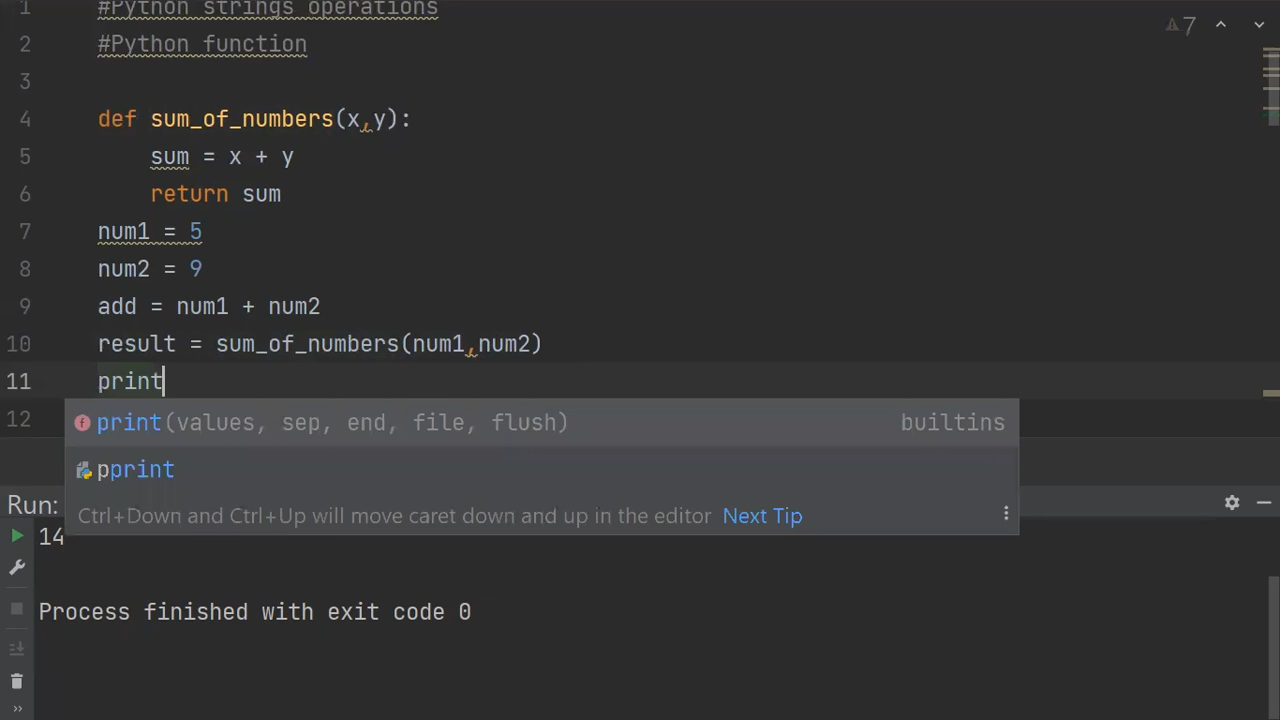 1 #Python strings operations
2 #Python function
3
4 def sum_of_numbers(x,y):
5 sum = x + y
6 return sum
7 num1 = 5
8 num2 = 9
9 add = num1 + num2
10 result = sum_of_numbers(num1,num2)
11 print
12
print(values, sep, end, file, flush) builtins
pprint
Ctrl+Down and Ctrl+Up will move caret down and up in the editor Next Tip
Run:
14
Process finished with exit code 0
7